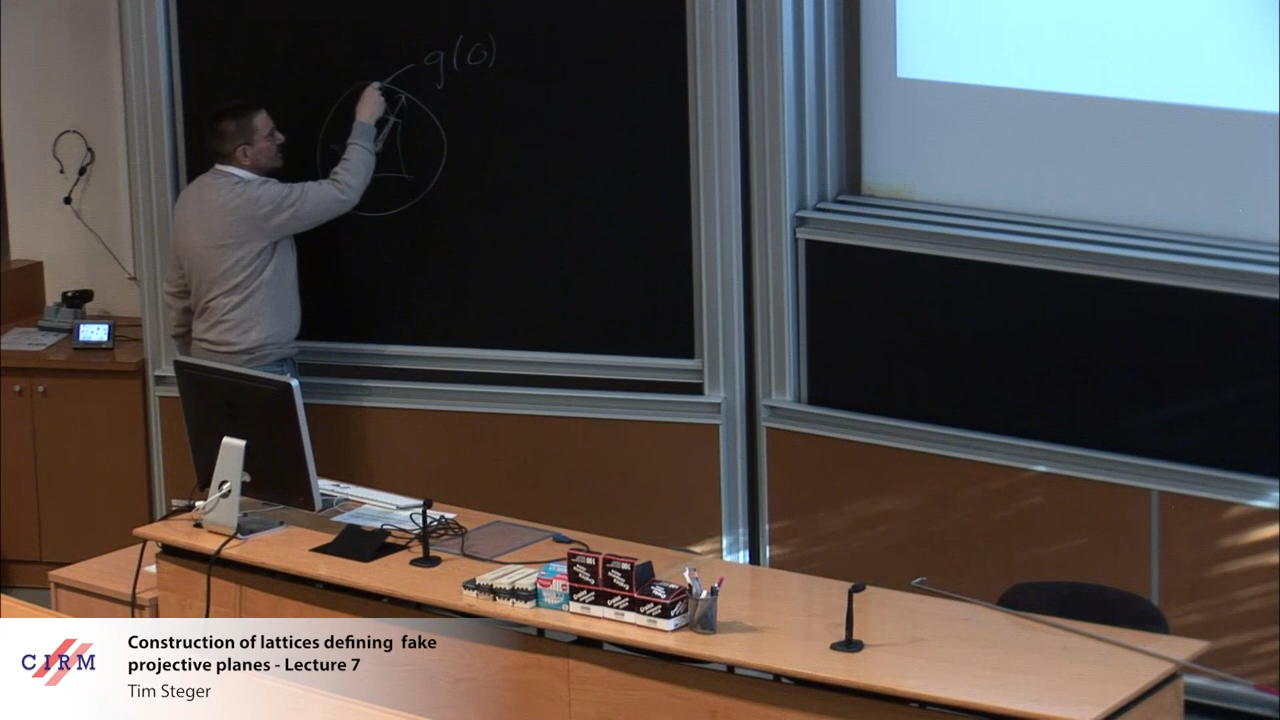 g(0)
CIRM
Construction of lattices defining fake
projective planes - Lecture 7
Tim Steger